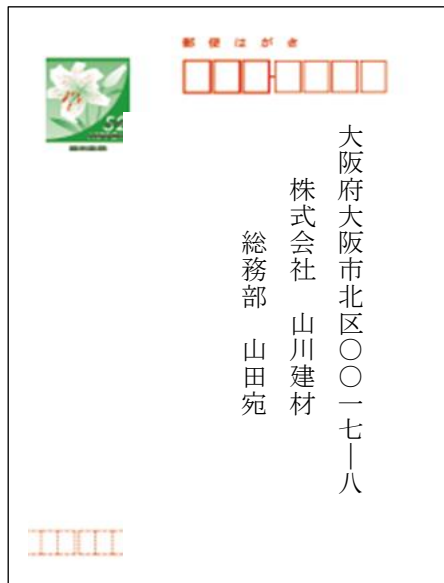 郵便はがき
52
大阪府大阪市北区〇〇一七―八
株式会社 山川建材
総務部 山田宛